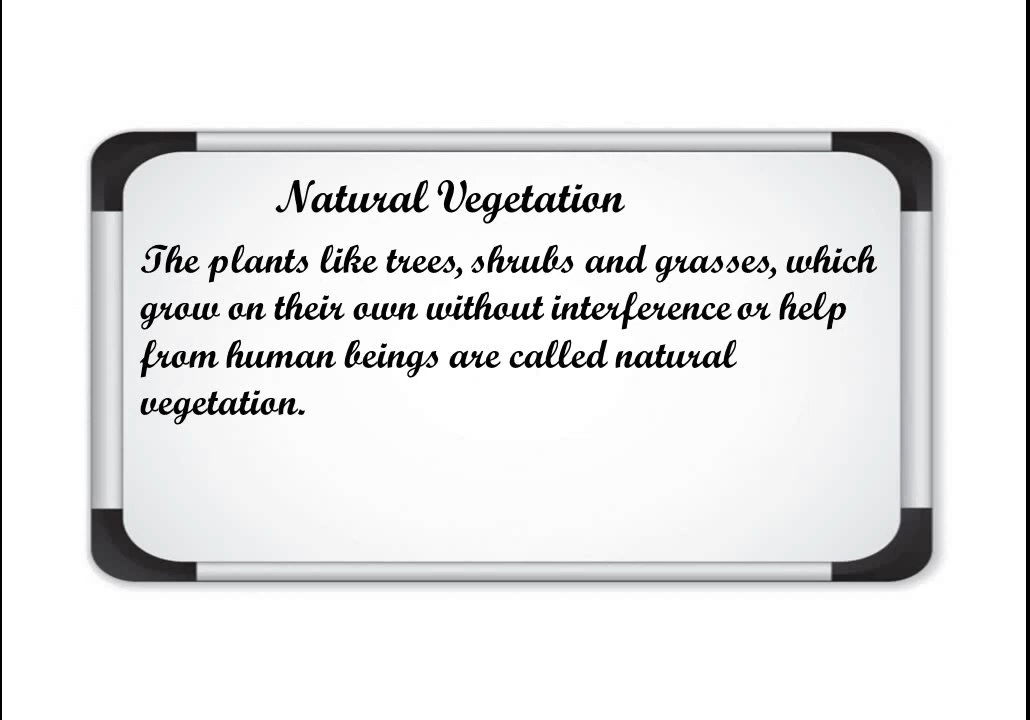 Natural Vegetation
The plants like trees, shrubs and grasses, which
grow on their own without interference or help
from human beings are called natural
vegetation.